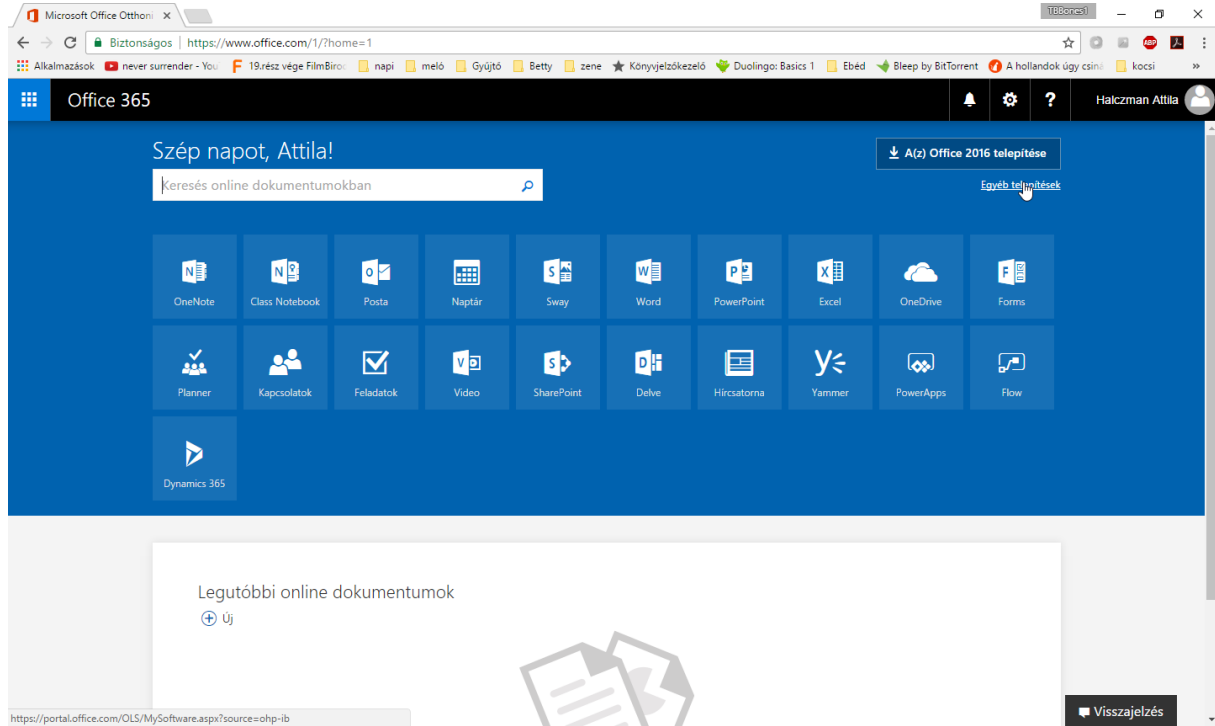 TBBones1
Microsoft Office Otthoni
Biztonságos | https://www.office.com/1/?home=1
Alkalmazások never surrender - You 19.rész vége FilmBiroc napi meló Gyűjtő Betty zene Könyvjelzőkezelő Duolingo: Basics 1 Ebéd Bleep by BitTorrent A hollandok úgy csiná kocsi »
Office 365 ? Halczman Attila
Szép napot, Attila!
A(z) Office 2016 telepítése
Keresés online dokumentumokban
Egyéb telepítések
OneNote Class Notebook Posta Naptár Sway Word PowerPoint Excel OneDrive Forms
Planner Kapcsolatok Feladatok Video SharePoint Delve Hírcsatorna Yammer PowerApps Flow
Dynamics 365
Legutóbbi online dokumentumok
Új
https://portal.office.com/OLS/MySoftware.aspx?source=ohp-ib
Visszajelzés